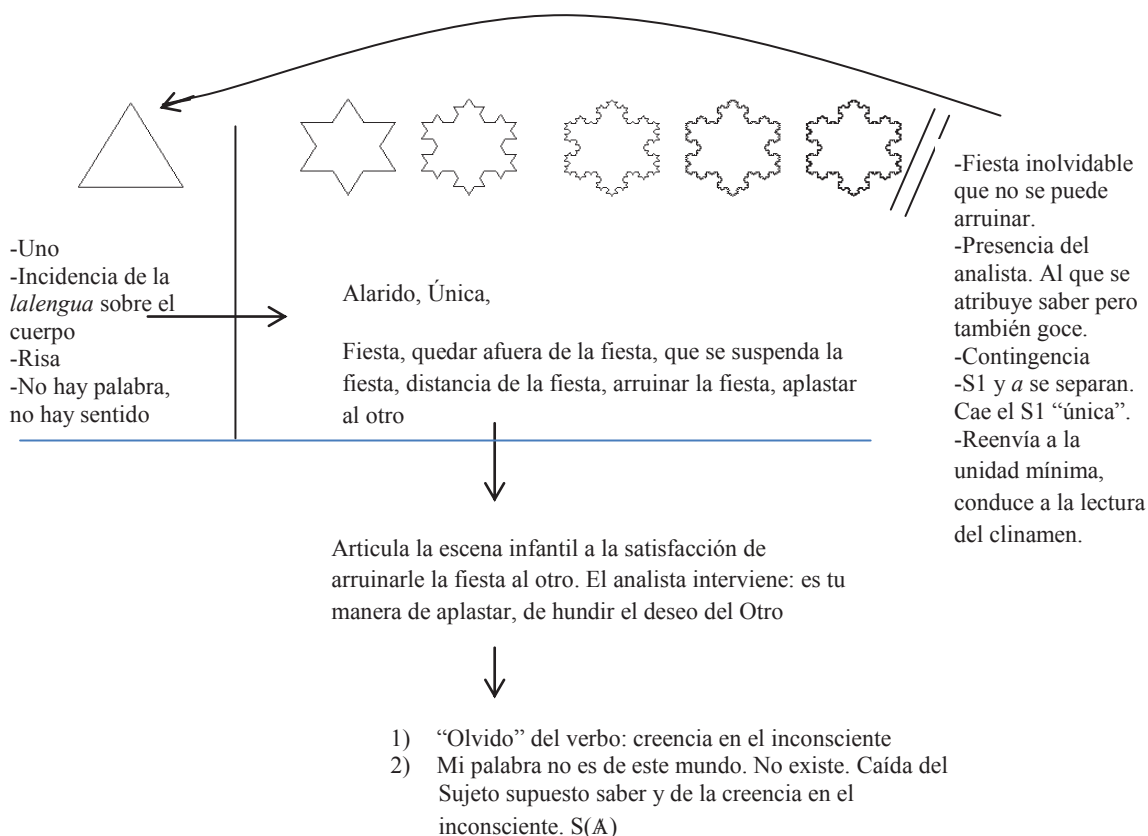 -Uno
-Incidencia de la
lalengua sobre el
cuerpo
-Risa
-No hay palabra,
no hay sentido
Alarido, Única,
Fiesta, quedar afuera de la fiesta, que se suspenda la
fiesta, distancia de la fiesta, arruinar la fiesta, aplastar
al otro
-Fiesta inolvidable
que no se puede
arruinar.
-Presencia del
analista. Al que se
atribuye saber pero
también goce.
-Contingencia
-S1 y a se separan.
Cae el S1 “única”.
-Reenvía a la
unidad mínima,
conduce a la lectura
del clinamen.
Articula la escena infantil a la satisfacción de
arruinarle la fiesta al otro. El analista interviene: es tu
manera de aplastar, de hundir el deseo del Otro
1) “Olvido” del verbo: creencia en el inconsciente
2) Mi palabra no es de este mundo. No existe. Caída del
Sujeto supuesto saber y de la creencia en el
inconsciente. S(Ⱥ)